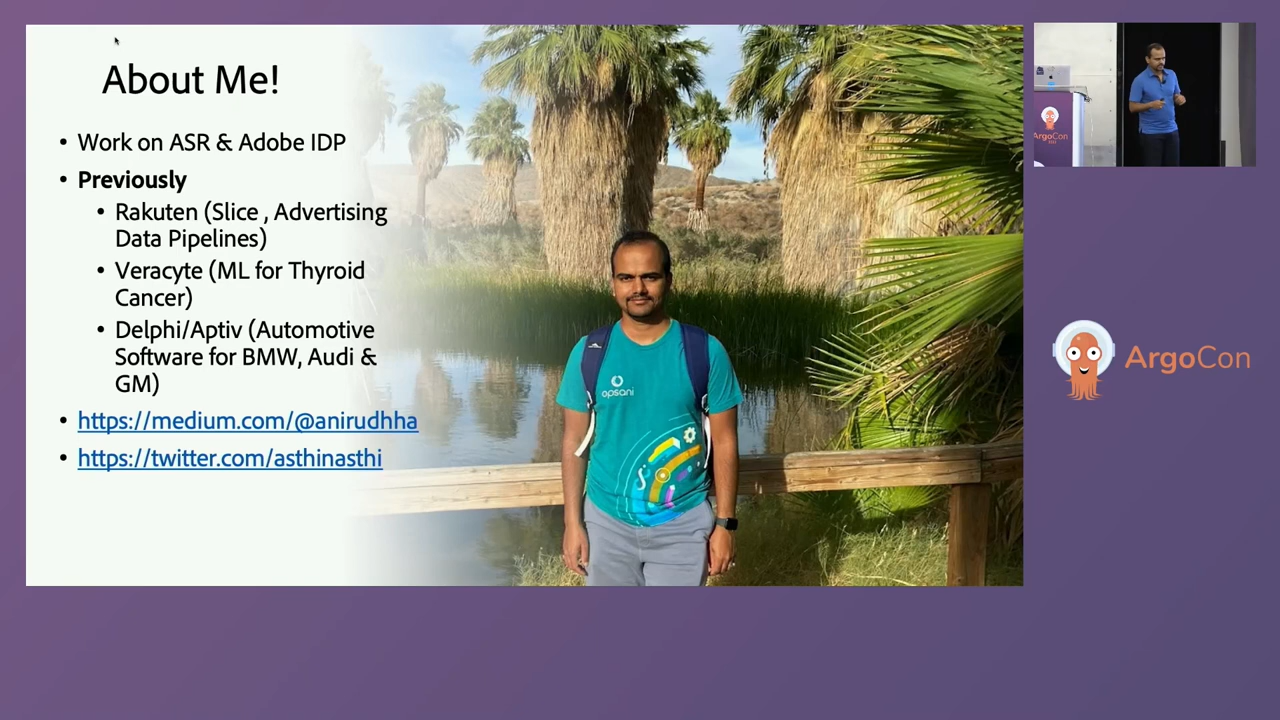 About Me!
• Work on ASR & Adobe IDP
• Previously
• Rakuten (Slice , Advertising
Data Pipelines)
• Veracyte (ML for Thyroid
Cancer)
• Delphi/Aptiv (Automotive
Software for BMW, Audi &
GM)
• https://medium.com/@anirudhha
• https://twitter.com/asthinasthi
opsani
ArgoCon
ArgoCon